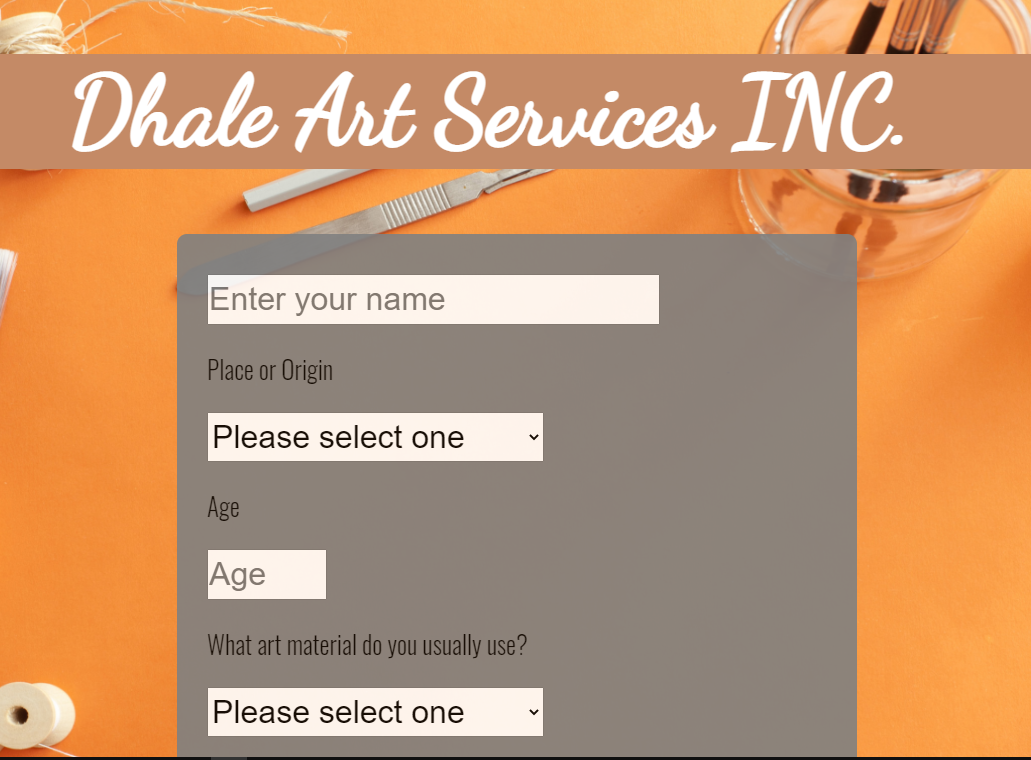 Dhale Art Services INC.
Enter your name
Place or Origin
Please select one
Age
Age
What art material do you usually use?
Please select one